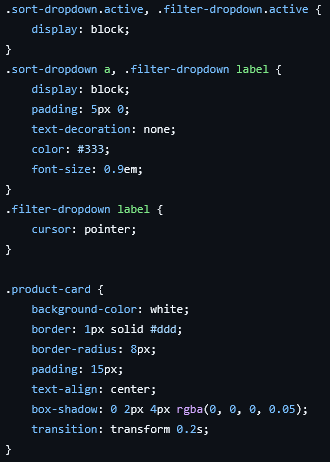 .sort-dropdown.active, .filter-dropdown.active {
    display: block;
}
.sort-dropdown a, .filter-dropdown label {
    display: block;
    padding: 5px 0;
    text-decoration: none;
    color: #333;
    font-size: 0.9em;
}
.filter-dropdown label {
    cursor: pointer;
}

.product-card {
    background-color: white;
    border: 1px solid #ddd;
    border-radius: 8px;
    padding: 15px;
    text-align: center;
    box-shadow: 0 2px 4px rgba(0, 0, 0, 0.05);
    transition: transform 0.2s;
}